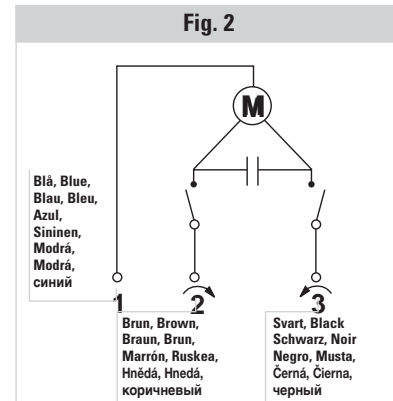 Fig. 2
M
Blå, Blue,
Blau, Bleu,
Azul,
Sininen,
Modrá,
Modrá,
синий
1
2
3
Brun, Brown,
Braun, Brun,
Marrón, Ruskea,
Hnědá, Hnedá,
коричневый
Svart, Black
Schwarz, Noir
Negro, Musta,
Černá, Čierna,
черный